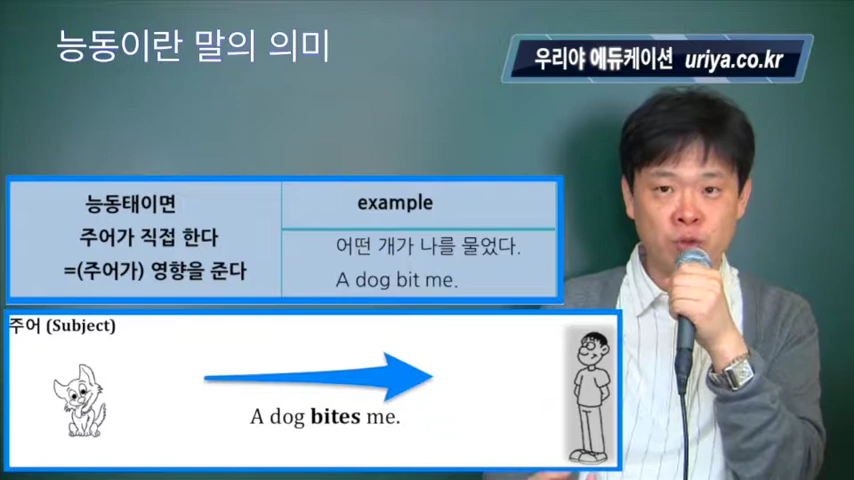 능동이란 말의 의미
우리야 에듀케이션 uriya.co.kr
능동태이면
주어가 직접 한다
=(주어가) 영향을 준다
example
어떤 개가 나를 물었다.
A dog bit me.
주어 (Subject)
A dog bites me.